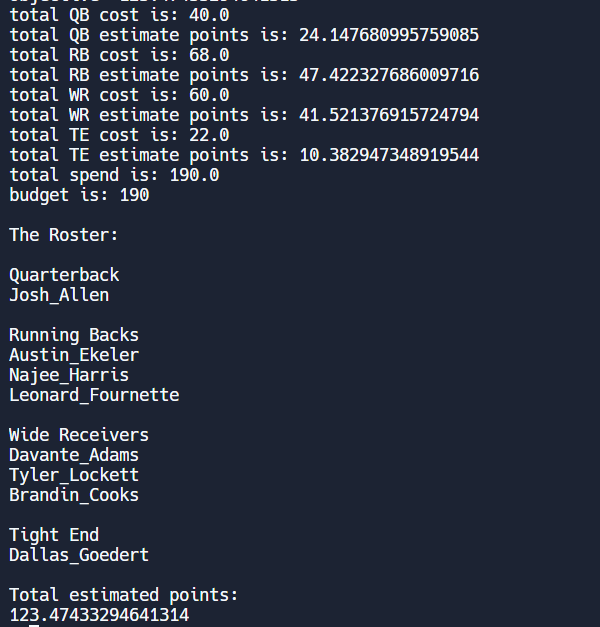 total QB cost is: 40.0
total QB estimate points is: 24.147680995759085
total RB cost is: 68.0
total RB estimate points is: 47.422327686009716
total WR cost is: 60.0
total WR estimate points is: 41.521376915724794
total TE cost is: 22.0
total TE estimate points is: 10.382947348919544
total spend is: 190.0
budget is: 190
The Roster:
Quarterback
Josh_Allen
Running Backs
Austin_Ekeler
Najee_Harris
Leonard_Fournette
Wide Receivers
Davante_Adams
Tyler_Lockett
Brandin_Cooks
Tight End
Dallas_Goedert
Total estimated points:
123.47433294641314